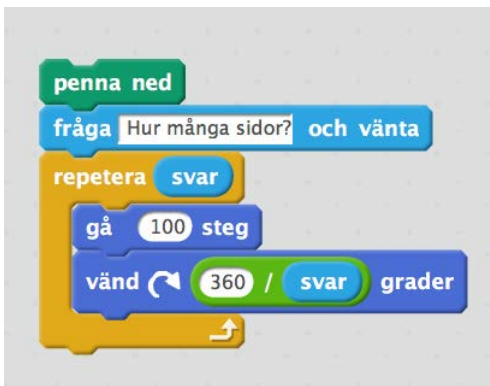 penna ned
fråga Hur många sidor? och vänta
repetera svar
gå 100 steg
vänd 360 / svar grader